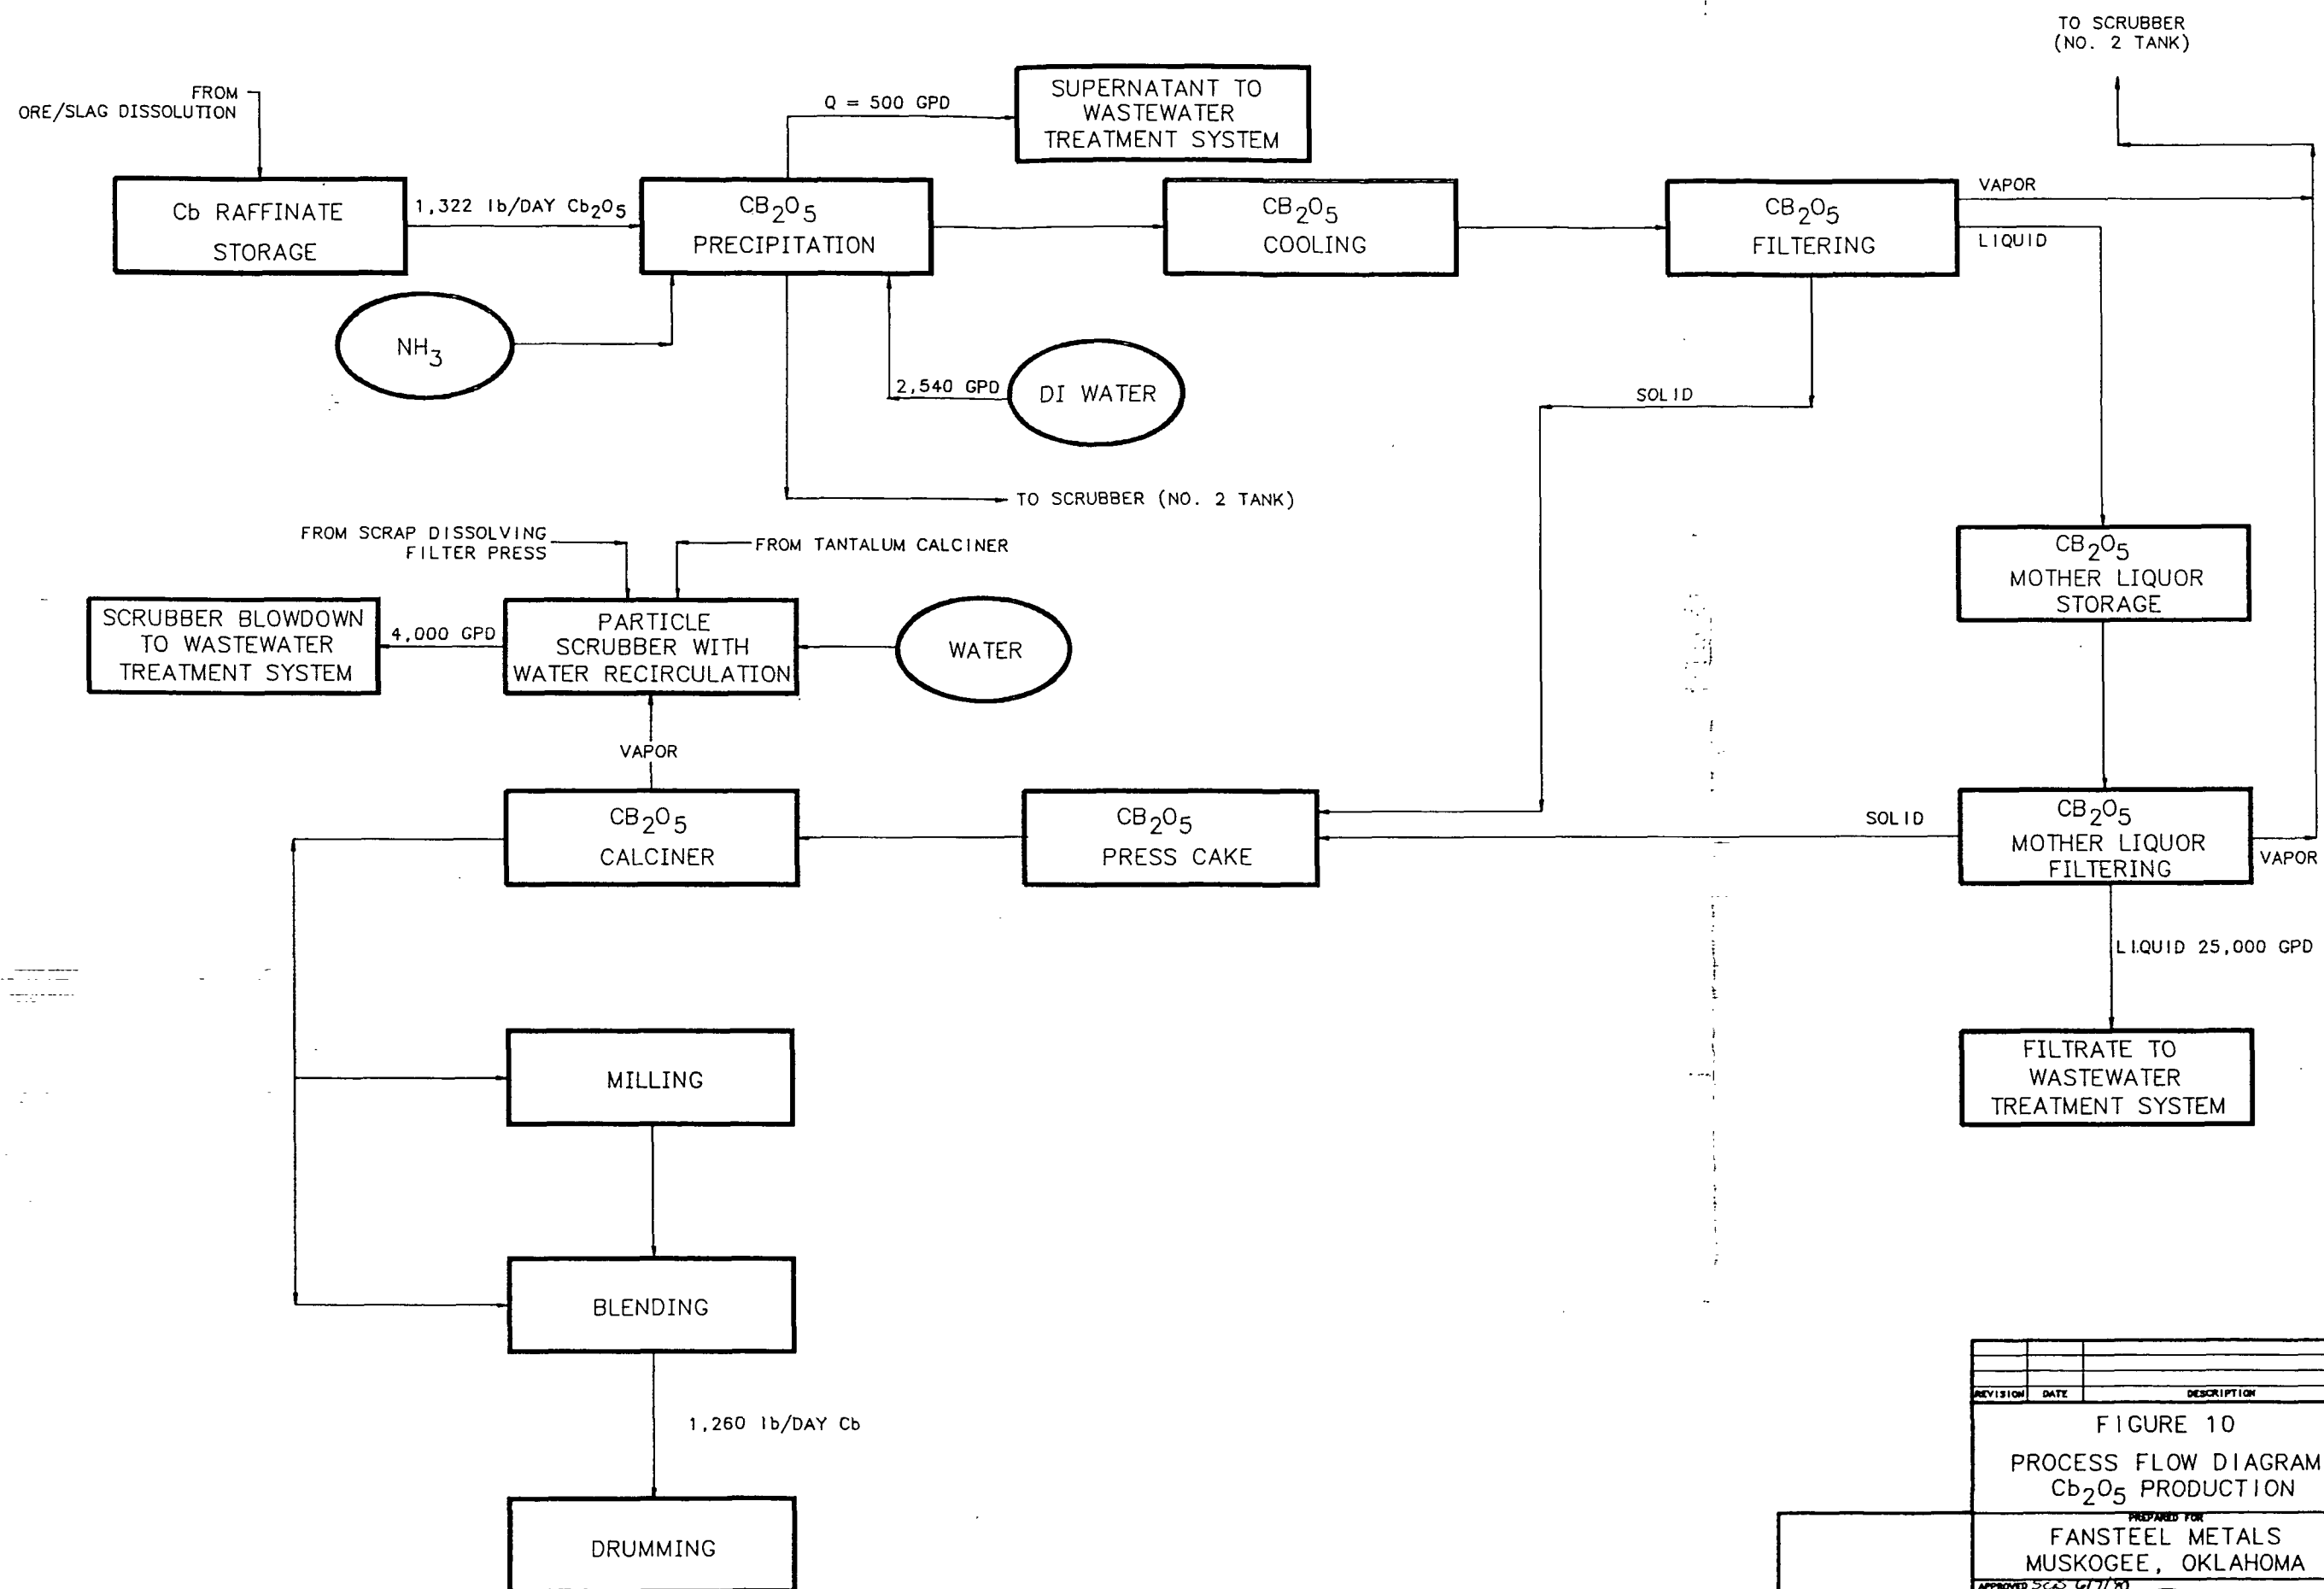 TO SCRUBBER
(NO. 2 TANK)
FROM
ORE/SLAG DISSOLUTION
Q = 500 GPD
SUPERNATANT TO
WASTEWATER
TREATMENT SYSTEM
Cb RAFFINATE
STORAGE
1,322 lb/DAY Cb2O5
CB2O5
PRECIPITATION
CB2O5
COOLING
CB2O5
FILTERING
VAPOR
LIQUID
NH3
2,540 GPD
DI WATER
SOLID
TO SCRUBBER (NO. 2 TANK)
FROM SCRAP DISSOLVING
FILTER PRESS
FROM TANTALUM CALCINER
CB2O5
MOTHER LIQUOR
STORAGE
SCRUBBER BLOWDOWN
TO WASTEWATER
TREATMENT SYSTEM
4,000 GPD
PARTICLE
SCRUBBER WITH
WATER RECIRCULATION
WATER
VAPOR
CB2O5
CALCINER
CB2O5
PRESS CAKE
SOLID
CB2O5
MOTHER LIQUOR
FILTERING
VAPOR
LIQUID 25,000 GPD
MILLING
FILTRATE TO
WASTEWATER
TREATMENT SYSTEM
BLENDING
1,260 lb/DAY Cb
DRUMMING
REVISION DATE DESCRIPTION
FIGURE 10
PROCESS FLOW DIAGRAM
Cb2O5 PRODUCTION
PREPARED FOR
FANSTEEL METALS
MUSKOGEE, OKLAHOMA
APPROVED